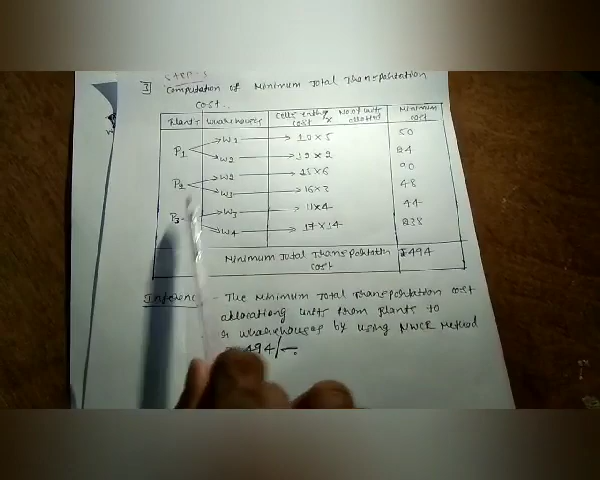 Step-5
I Computation of Minimum Total Transportation
cost.
Plants Warehouses Cells entry cost × No of units allotted Minimum cost
P1 → W1 → 10×5 50
→ W2 → 12×2 24
P2 → W2 → 15×6 90
→ W3 → 16×3 48
P3 → W3 → 11×4 44
→ W4 → 17×14 238
Minimum Total Transportation cost ₹494
Inference - The Minimum Total Transportation cost
allocating units from Plants to
warehouses by using NWCR Method
494/-